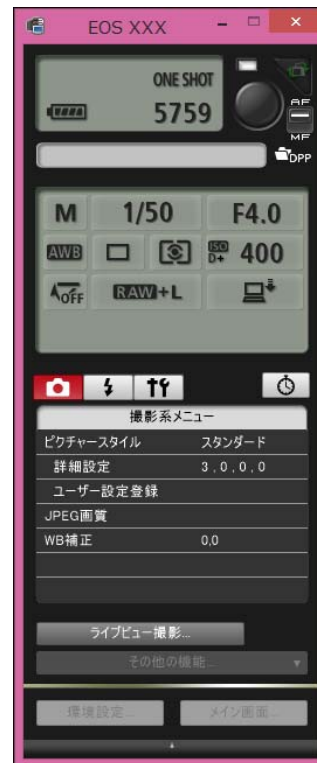 EOS XXX
ONE SHOT
5759
AF
MF
DPP
M 1/50 F4.0
AWB ISO D+ 400
OFF RAW+L
撮影系メニュー
ピクチャースタイル スタンダード
詳細設定 3,0,0,0
ユーザー設定登録
JPEG画質
WB補正 0,0
ライブビュー撮影...
その他の機能...
環境設定... メイン画面...